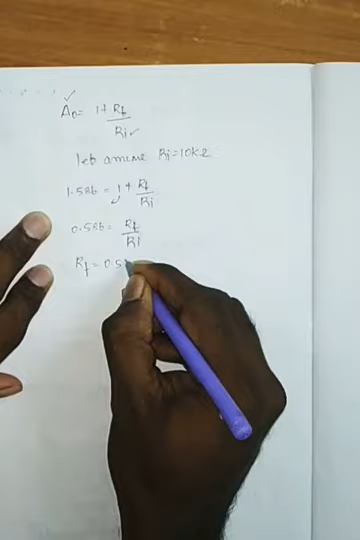 A₀= 1+ Rf/Ri
let assume Ri=10kΩ
1.586 = 1 + Rf/Ri
0.586= Rf/Ri
Rf = 0.5